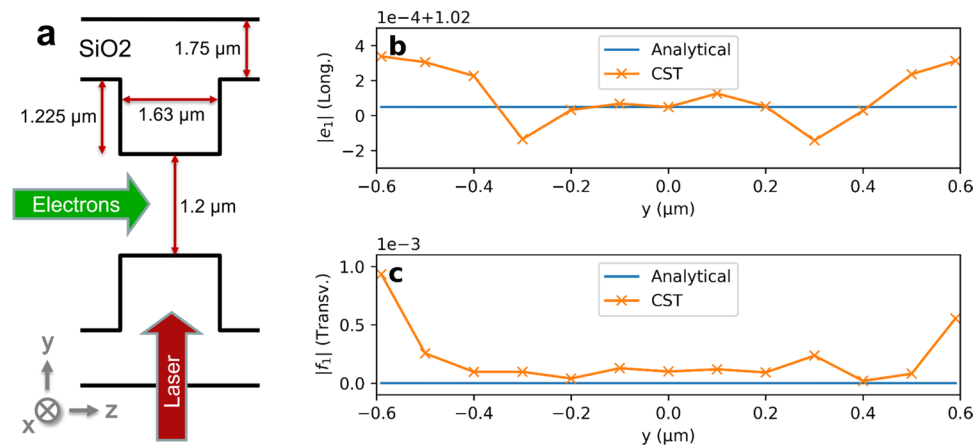 a
SiO2
1.75 μm
1.225 μm
1.63 μm
Electrons
1.2 μm
Laser
y
x
z
1e-4+1.02
b
Analytical
CST
|e₁| (Long.)
4
2
0
−2
−0.6 −0.4 −0.2 0.0 0.2 0.4 0.6
y (μm)
1e-3
c
Analytical
CST
|f₁| (Transv.)
1.0
0.5
0.0
−0.6 −0.4 −0.2 0.0 0.2 0.4 0.6
y (μm)